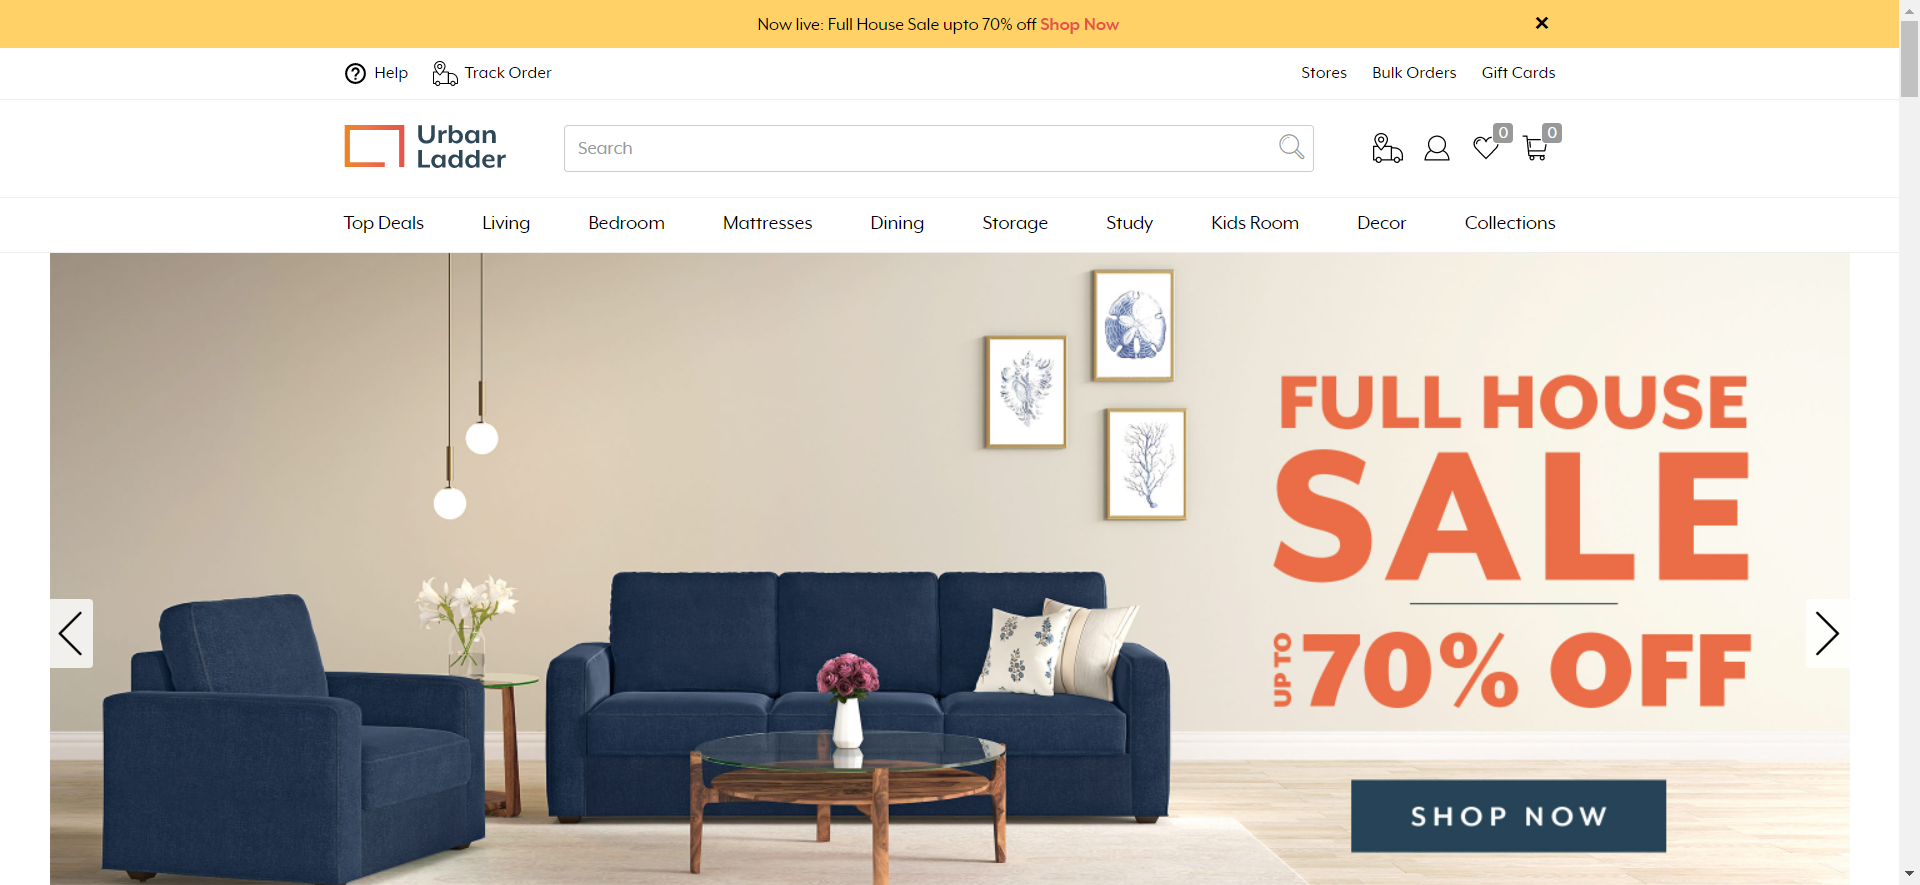 Now live: Full House Sale upto 70% off Shop Now
Help Track Order Stores Bulk Orders Gift Cards
Urban
Ladder
Search
0 0
Top Deals Living Bedroom Mattresses Dining Storage Study Kids Room Decor Collections
FULL HOUSE
SALE
UP TO 70% OFF
SHOP NOW